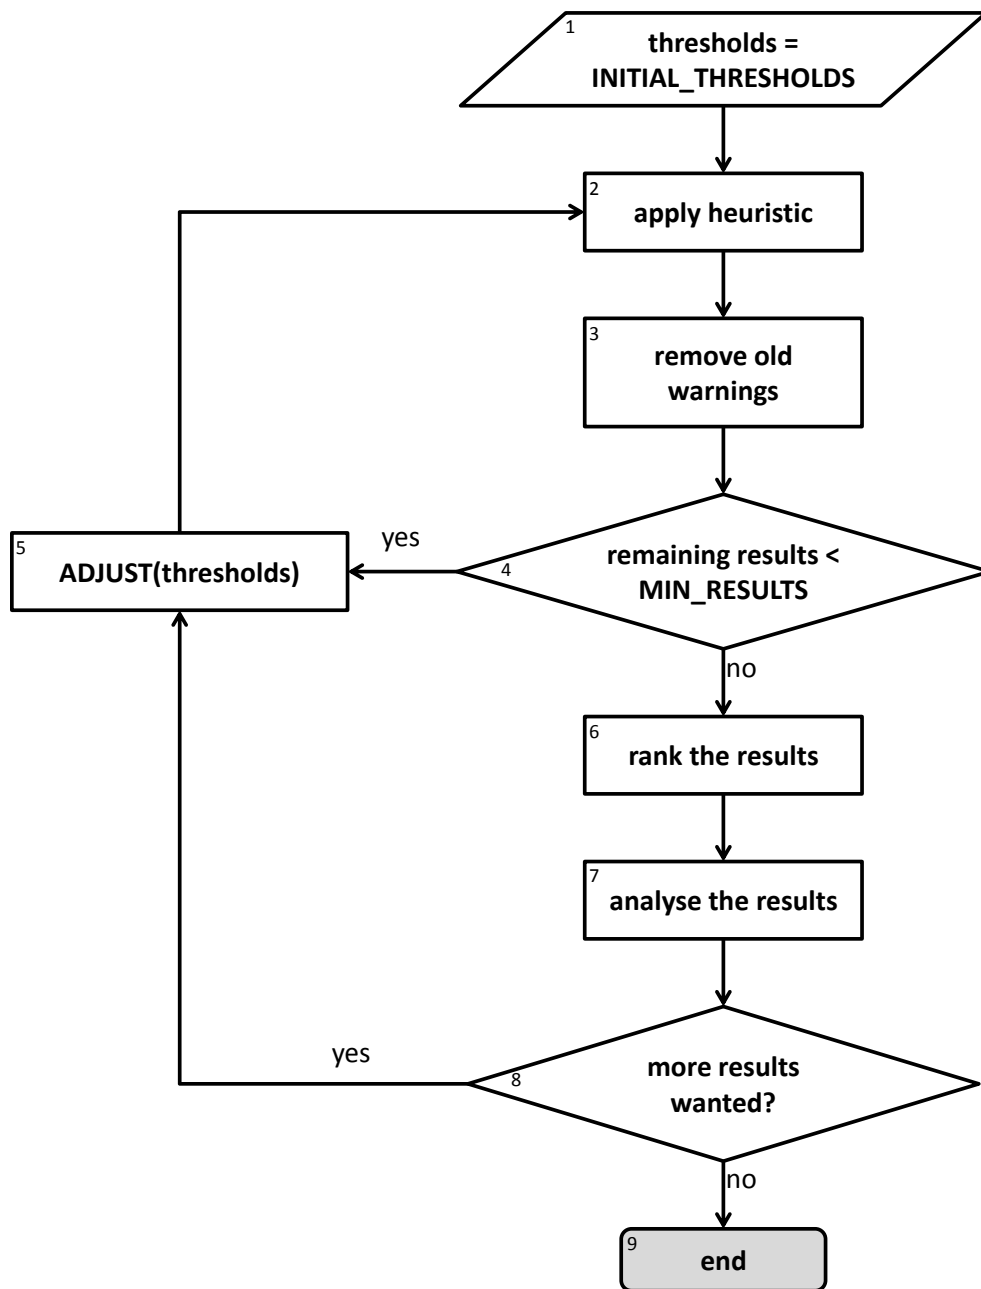 1
thresholds =
INITIAL_THRESHOLDS
2
apply heuristic
3
remove old
warnings
4
remaining results <
MIN_RESULTS
yes
5
ADJUST(thresholds)
no
6
rank the results
7
analyse the results
8
more results
wanted?
yes
no
9
end